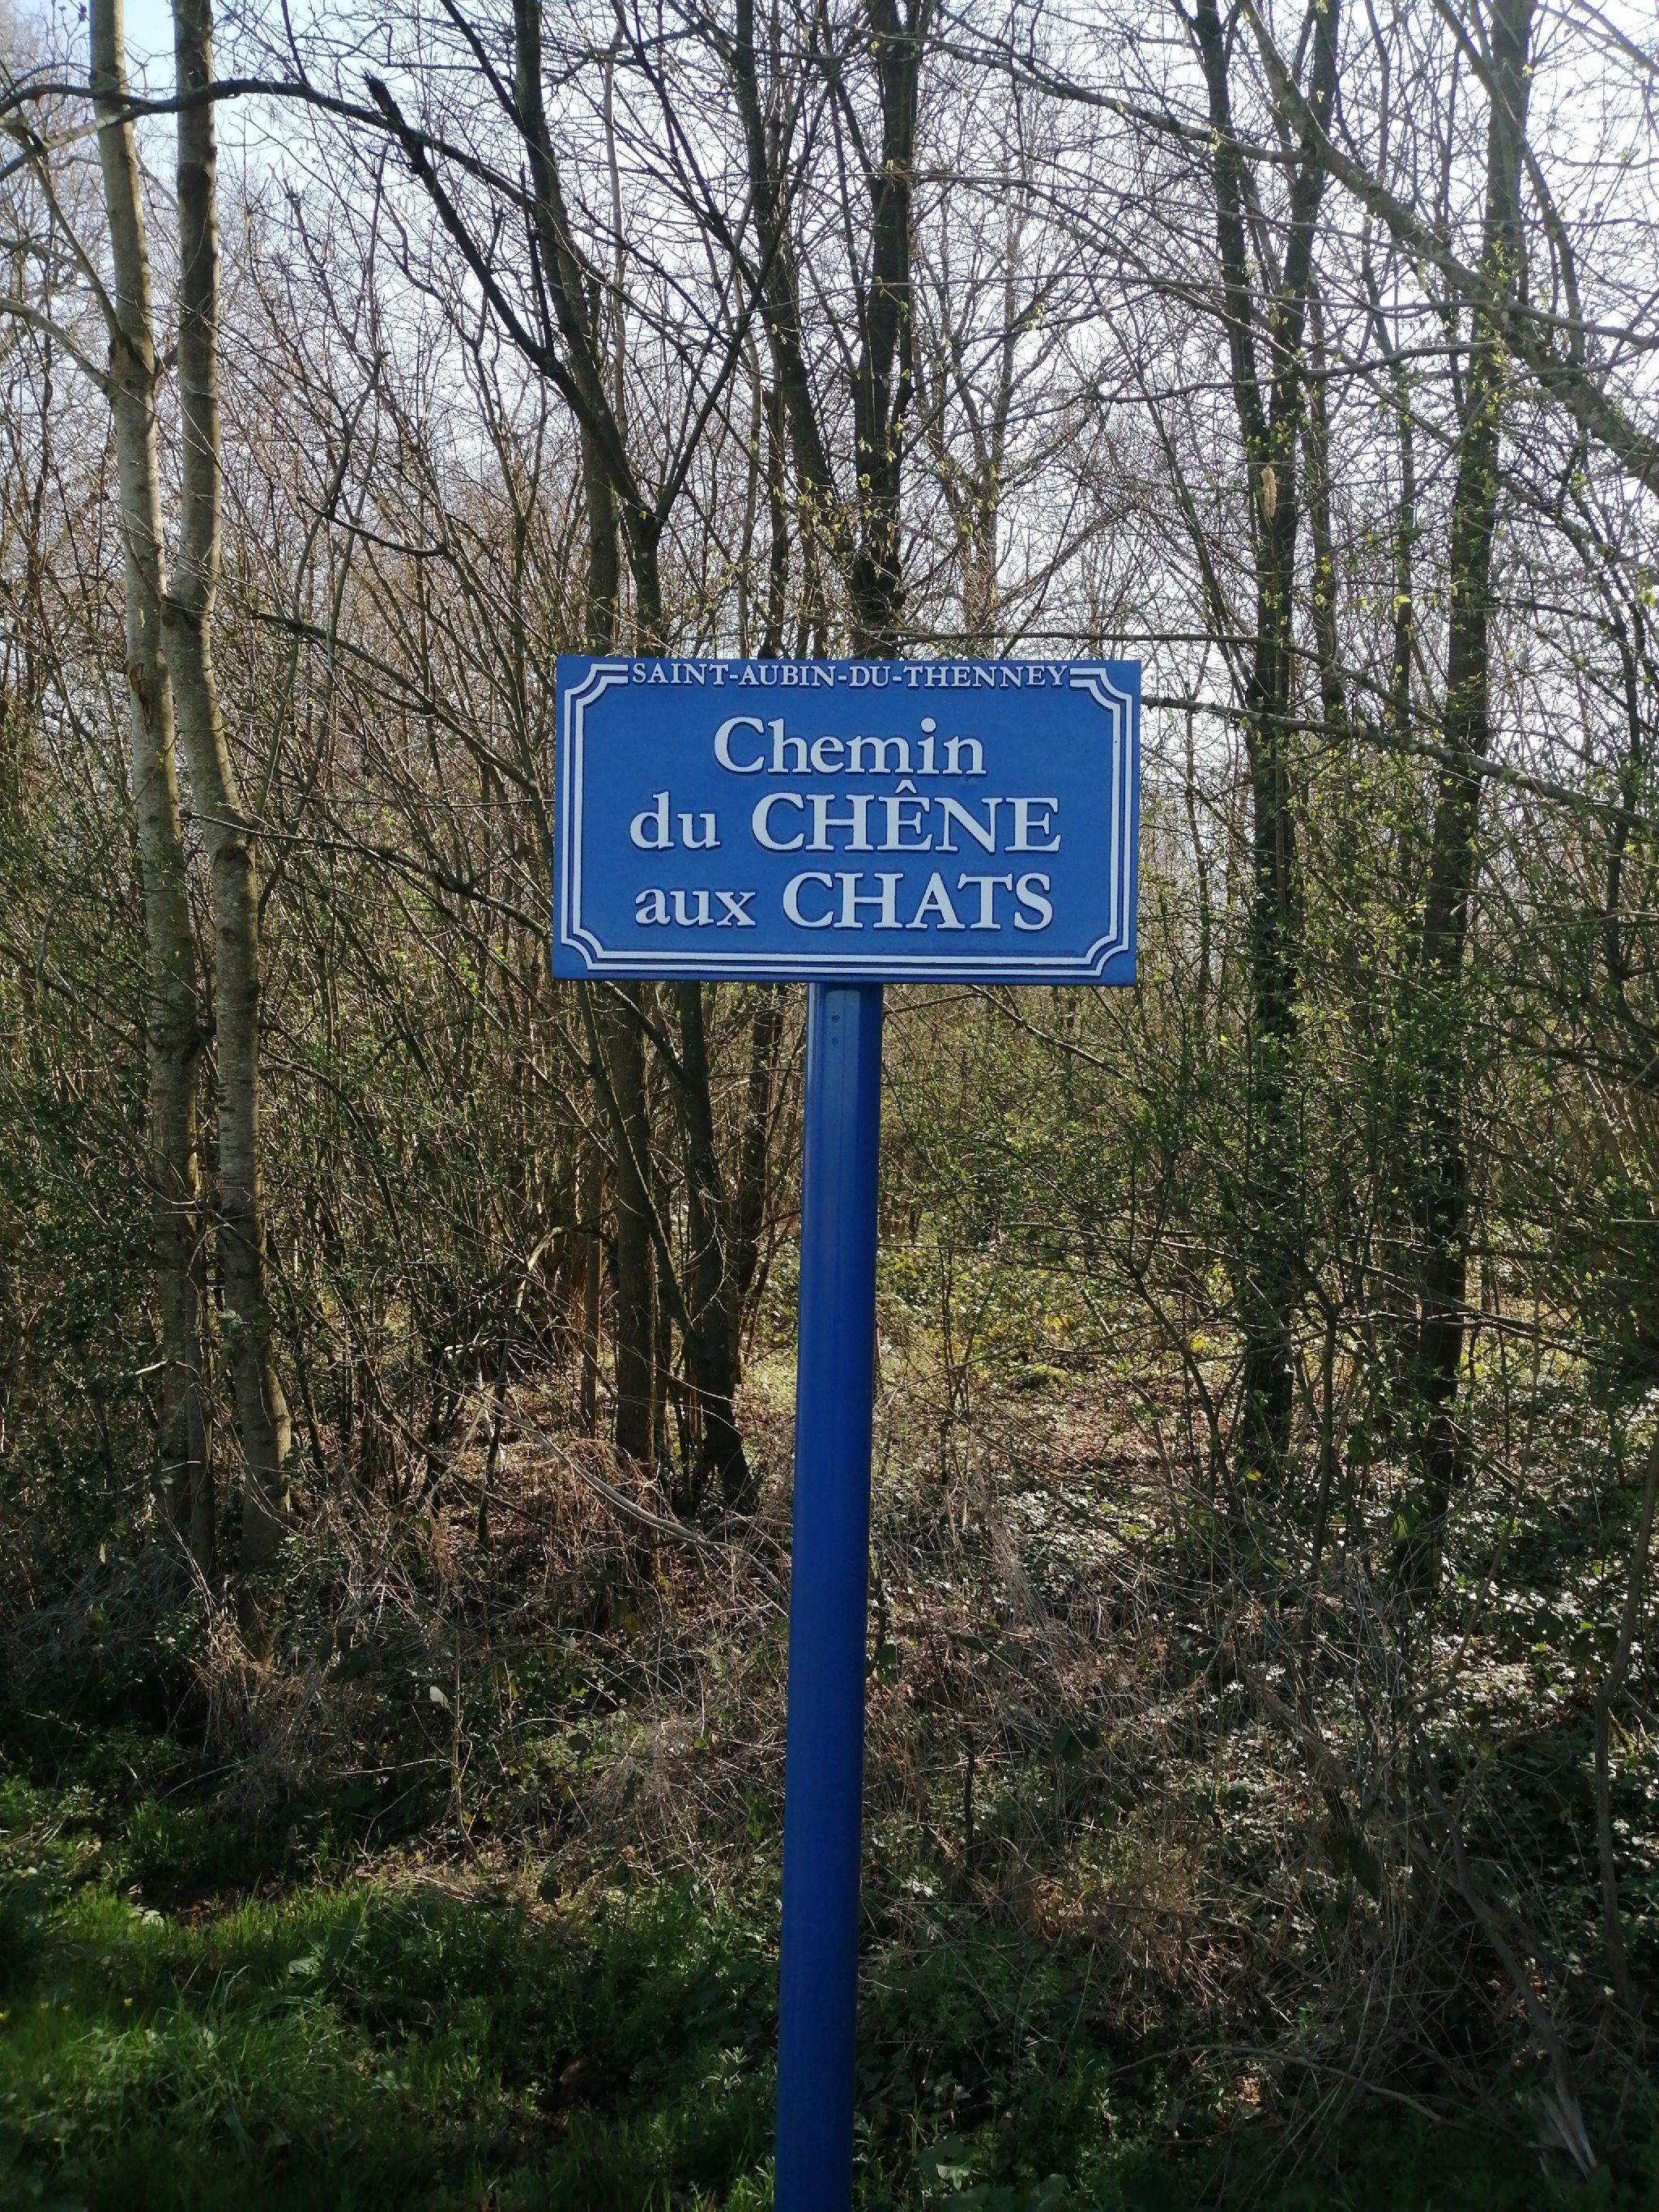 SAINT-AUBIN-DU-THENNEY
Chemin
du CHÊNE
aux CHATS